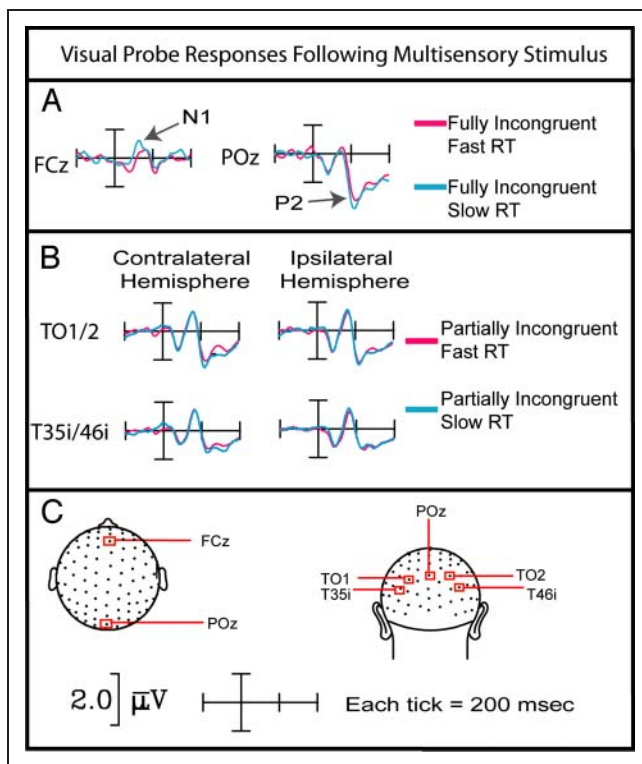 Visual Probe Responses Following Multisensory Stimulus
A
N1
FCz
POz
P2
Fully Incongruent
Fast RT
Fully Incongruent
Slow RT
B
Contralateral
Hemisphere
Ipsilateral
Hemisphere
TO1/2
T35i/46i
Partially Incongruent
Fast RT
Partially Incongruent
Slow RT
C
FCz
POz
POz
TO1
TO2
T35i
T46i
2.0] μV
Each tick = 200 msec